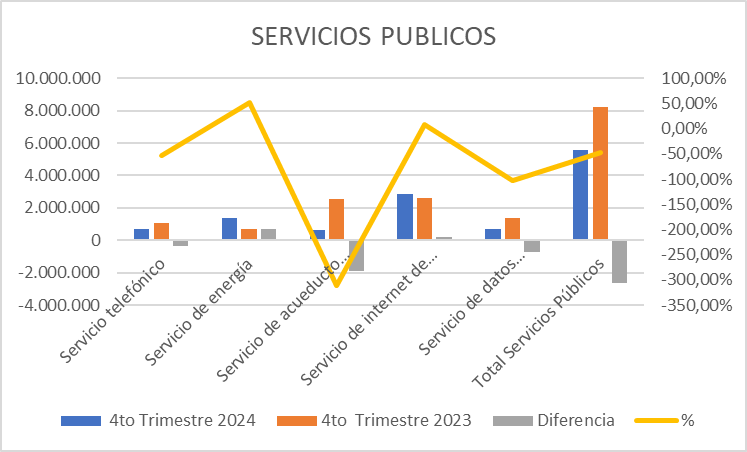 SERVICIOS PUBLICOS
10.000.000
8.000.000
6.000.000
4.000.000
2.000.000
0
-2.000.000
-4.000.000
100,00%
50,00%
0,00%
-50,00%
-100,00%
-150,00%
-200,00%
-250,00%
-300,00%
-350,00%
Servicio telefónico
Servicio de energía
Servicio de acueducto...
Servicio de internet de...
Servicio de datos...
Total Servicios Públicos
4to Trimestre 2024
4to  Trimestre 2023
Diferencia
%